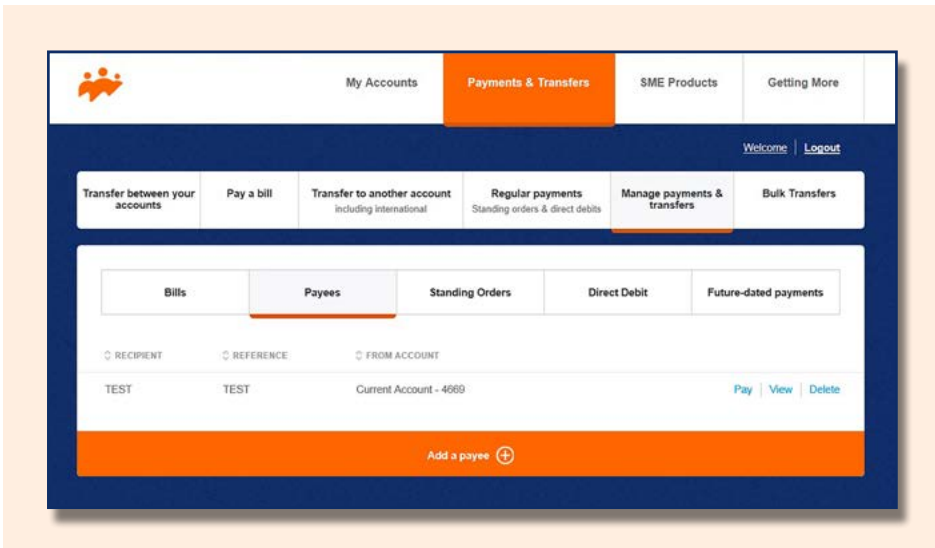 My Accounts
Payments & Transfers
SME Products
Getting More
Welcome
Logout
Transfer between your
accounts
Pay a bill
Transfer to another account
including international
Regular payments
Standing orders & direct debits
Manage payments &
transfers
Bulk Transfers
Bills
Payees
Standing Orders
Direct Debit
Future-dated payments
RECIPIENT
REFERENCE
FROM ACCOUNT
TEST
TEST
Current Account - 4669
Pay
View
Delete
Add a payee